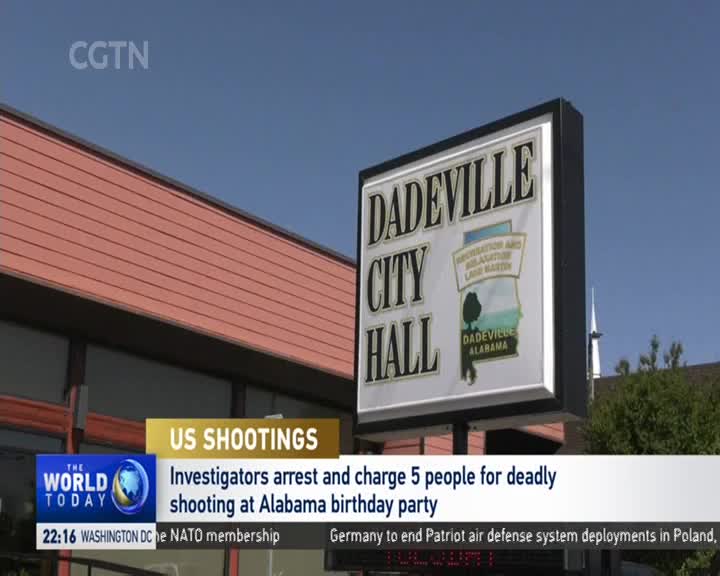 CGTN
DADEVILLE
CITY
HALL
RECREATION AND
RELAXATION
LAKE MARTIN
DADEVILLE
ALABAMA
US SHOOTINGS
THE
WORLD
TODAY
Investigators arrest and charge 5 people for deadly
shooting at Alabama birthday party
22:16 WASHINGTON DC
he NATO membership Germany to end Patriot air defense system deployments in Poland,